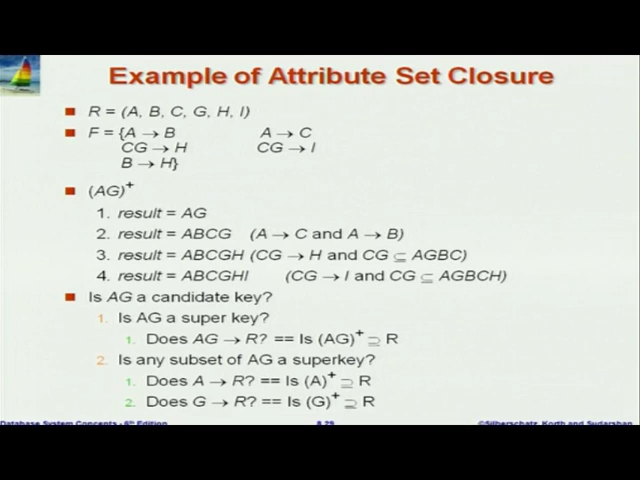 Example of Attribute Set Closure
R = (A, B, C, G, H, I)
F = {A → B A → C
CG → H CG → I
B → H}
(AG)+
1. result = AG
2. result = ABCG (A → C and A → B)
3. result = ABCGH (CG → H and CG ⊆ AGBC)
4. result = ABCGHI (CG → I and CG ⊆ AGBCH)
Is AG a candidate key?
1. Is AG a super key?
1. Does AG → R? == Is (AG)+ ⊇ R
2. Is any subset of AG a superkey?
1. Does A → R? == Is (A)+ ⊇ R
2. Does G → R? == Is (G)+ ⊇ R
Database System Concepts - 6th Edition 8.29 ©Silberschatz, Korth and Sudarshan